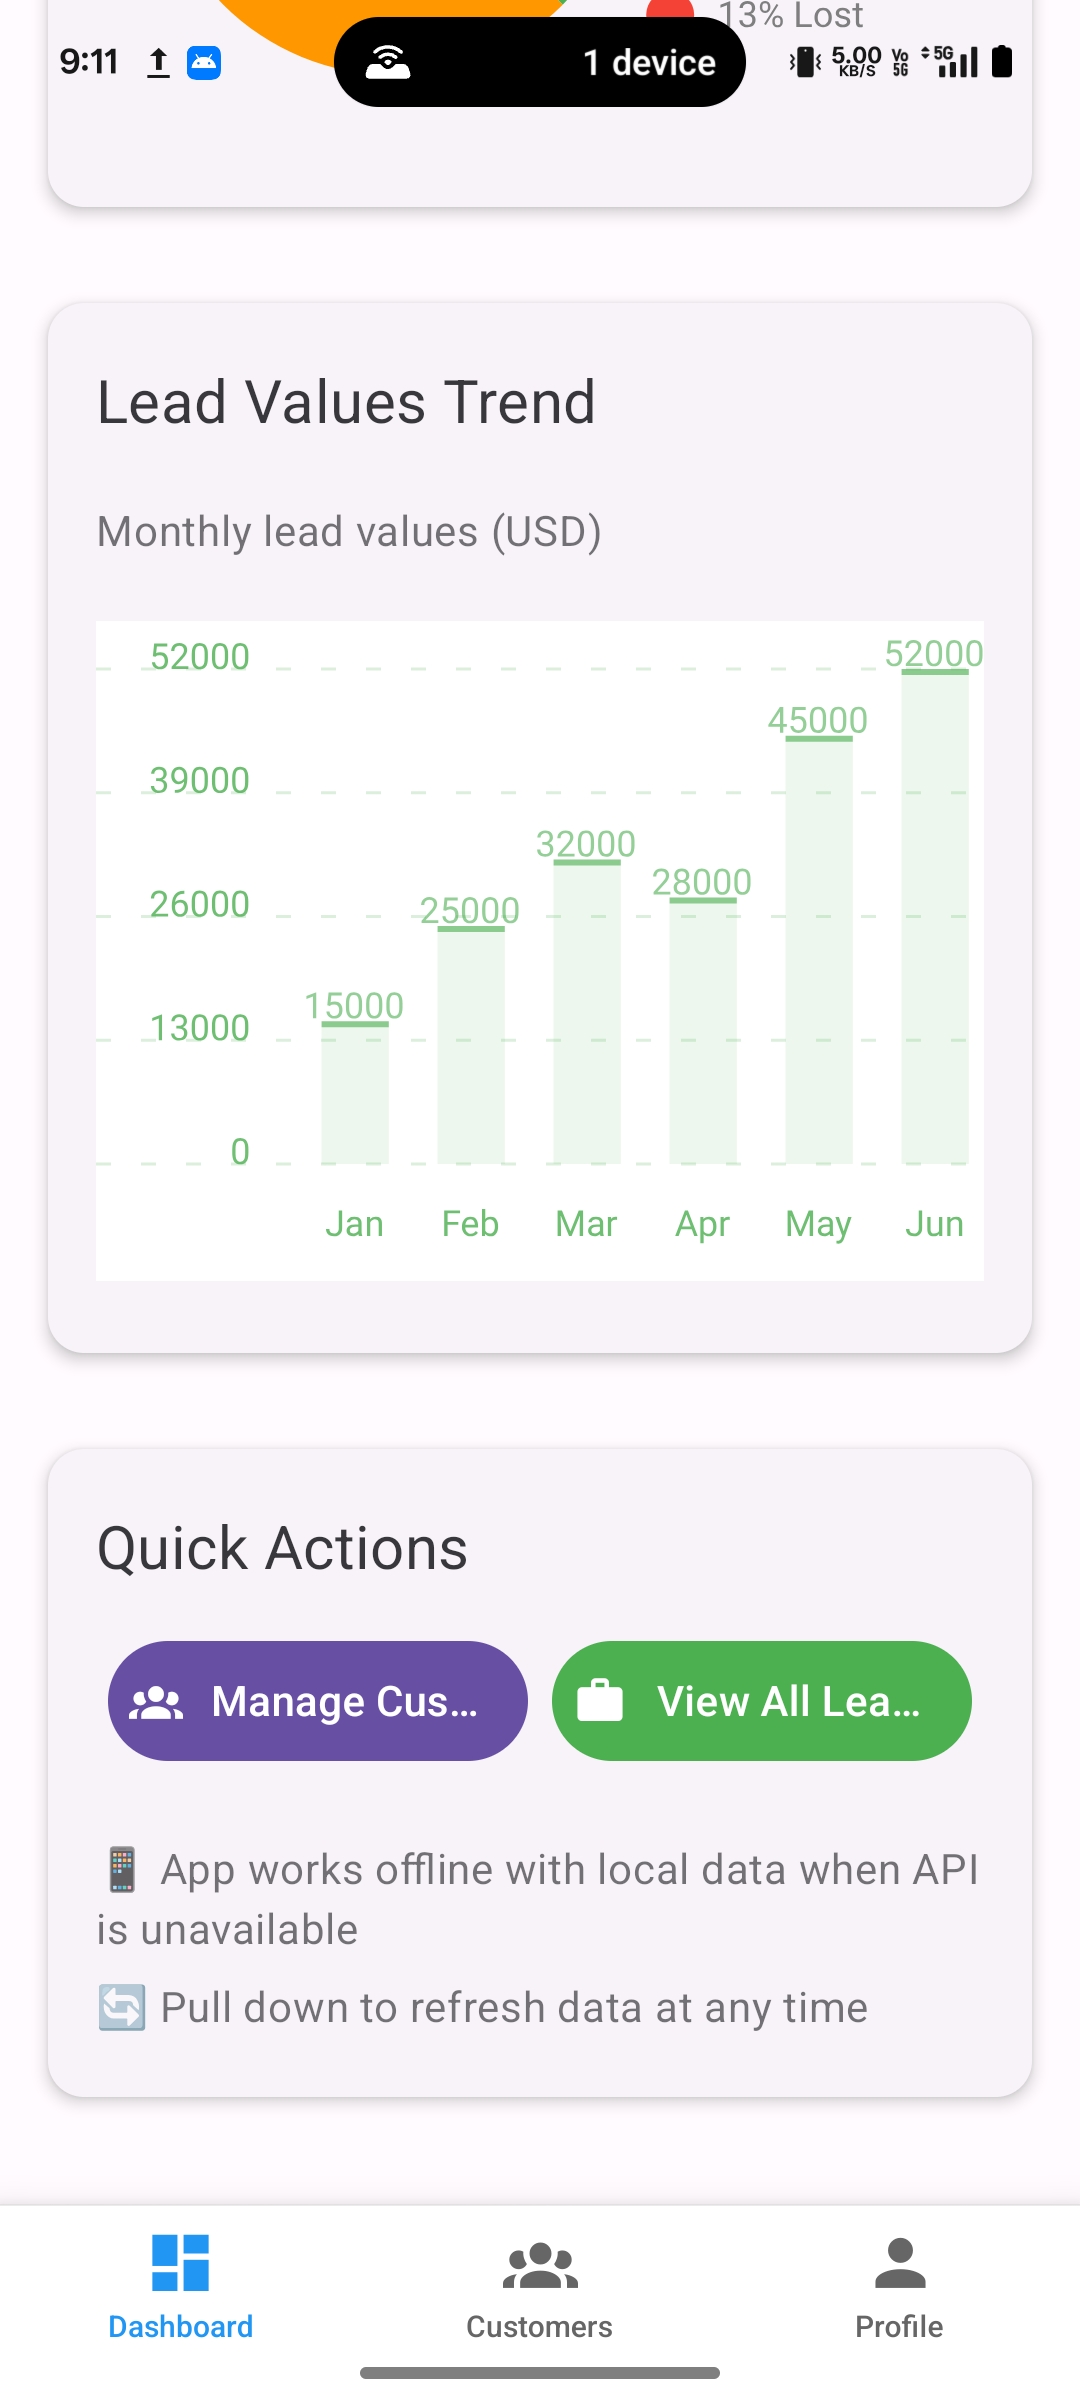 13% Lost
9:11
1 device
5.00
KB/S
Vo
5G
5G
Lead Values Trend
Monthly lead values (USD)
52000
52000
45000
39000
32000
28000
26000
25000
15000
13000
0
Jan Feb Mar Apr May Jun
Quick Actions
Manage Cus...
View All Lea...
📱 App works offline with local data when API
is unavailable
🔄 Pull down to refresh data at any time
Dashboard
Customers
Profile